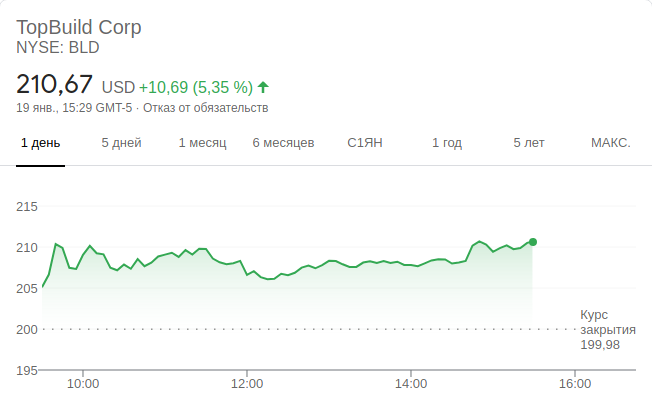 TopBuild Corp
NYSE: BLD
210,67 USD +10,69 (5,35 %)
19 янв., 15:29 GMT-5 · Отказ от обязательств
1 день 5 дней 1 месяц 6 месяцев С1ЯН 1 год 5 лет МАКС.
215
210
205
Курс
200 закрытия
199,98
195
10:00 12:00 14:00 16:00